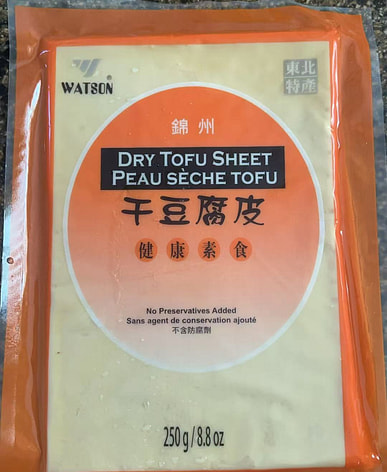 WATSON®
東北
特產
錦州
DRY TOFU SHEET
PEAU SÈCHE TOFU
干豆腐皮
健康素食
No Preservatives Added
Sans agent de conservation ajouté
不含防腐劑
250 g / 8.8 oz